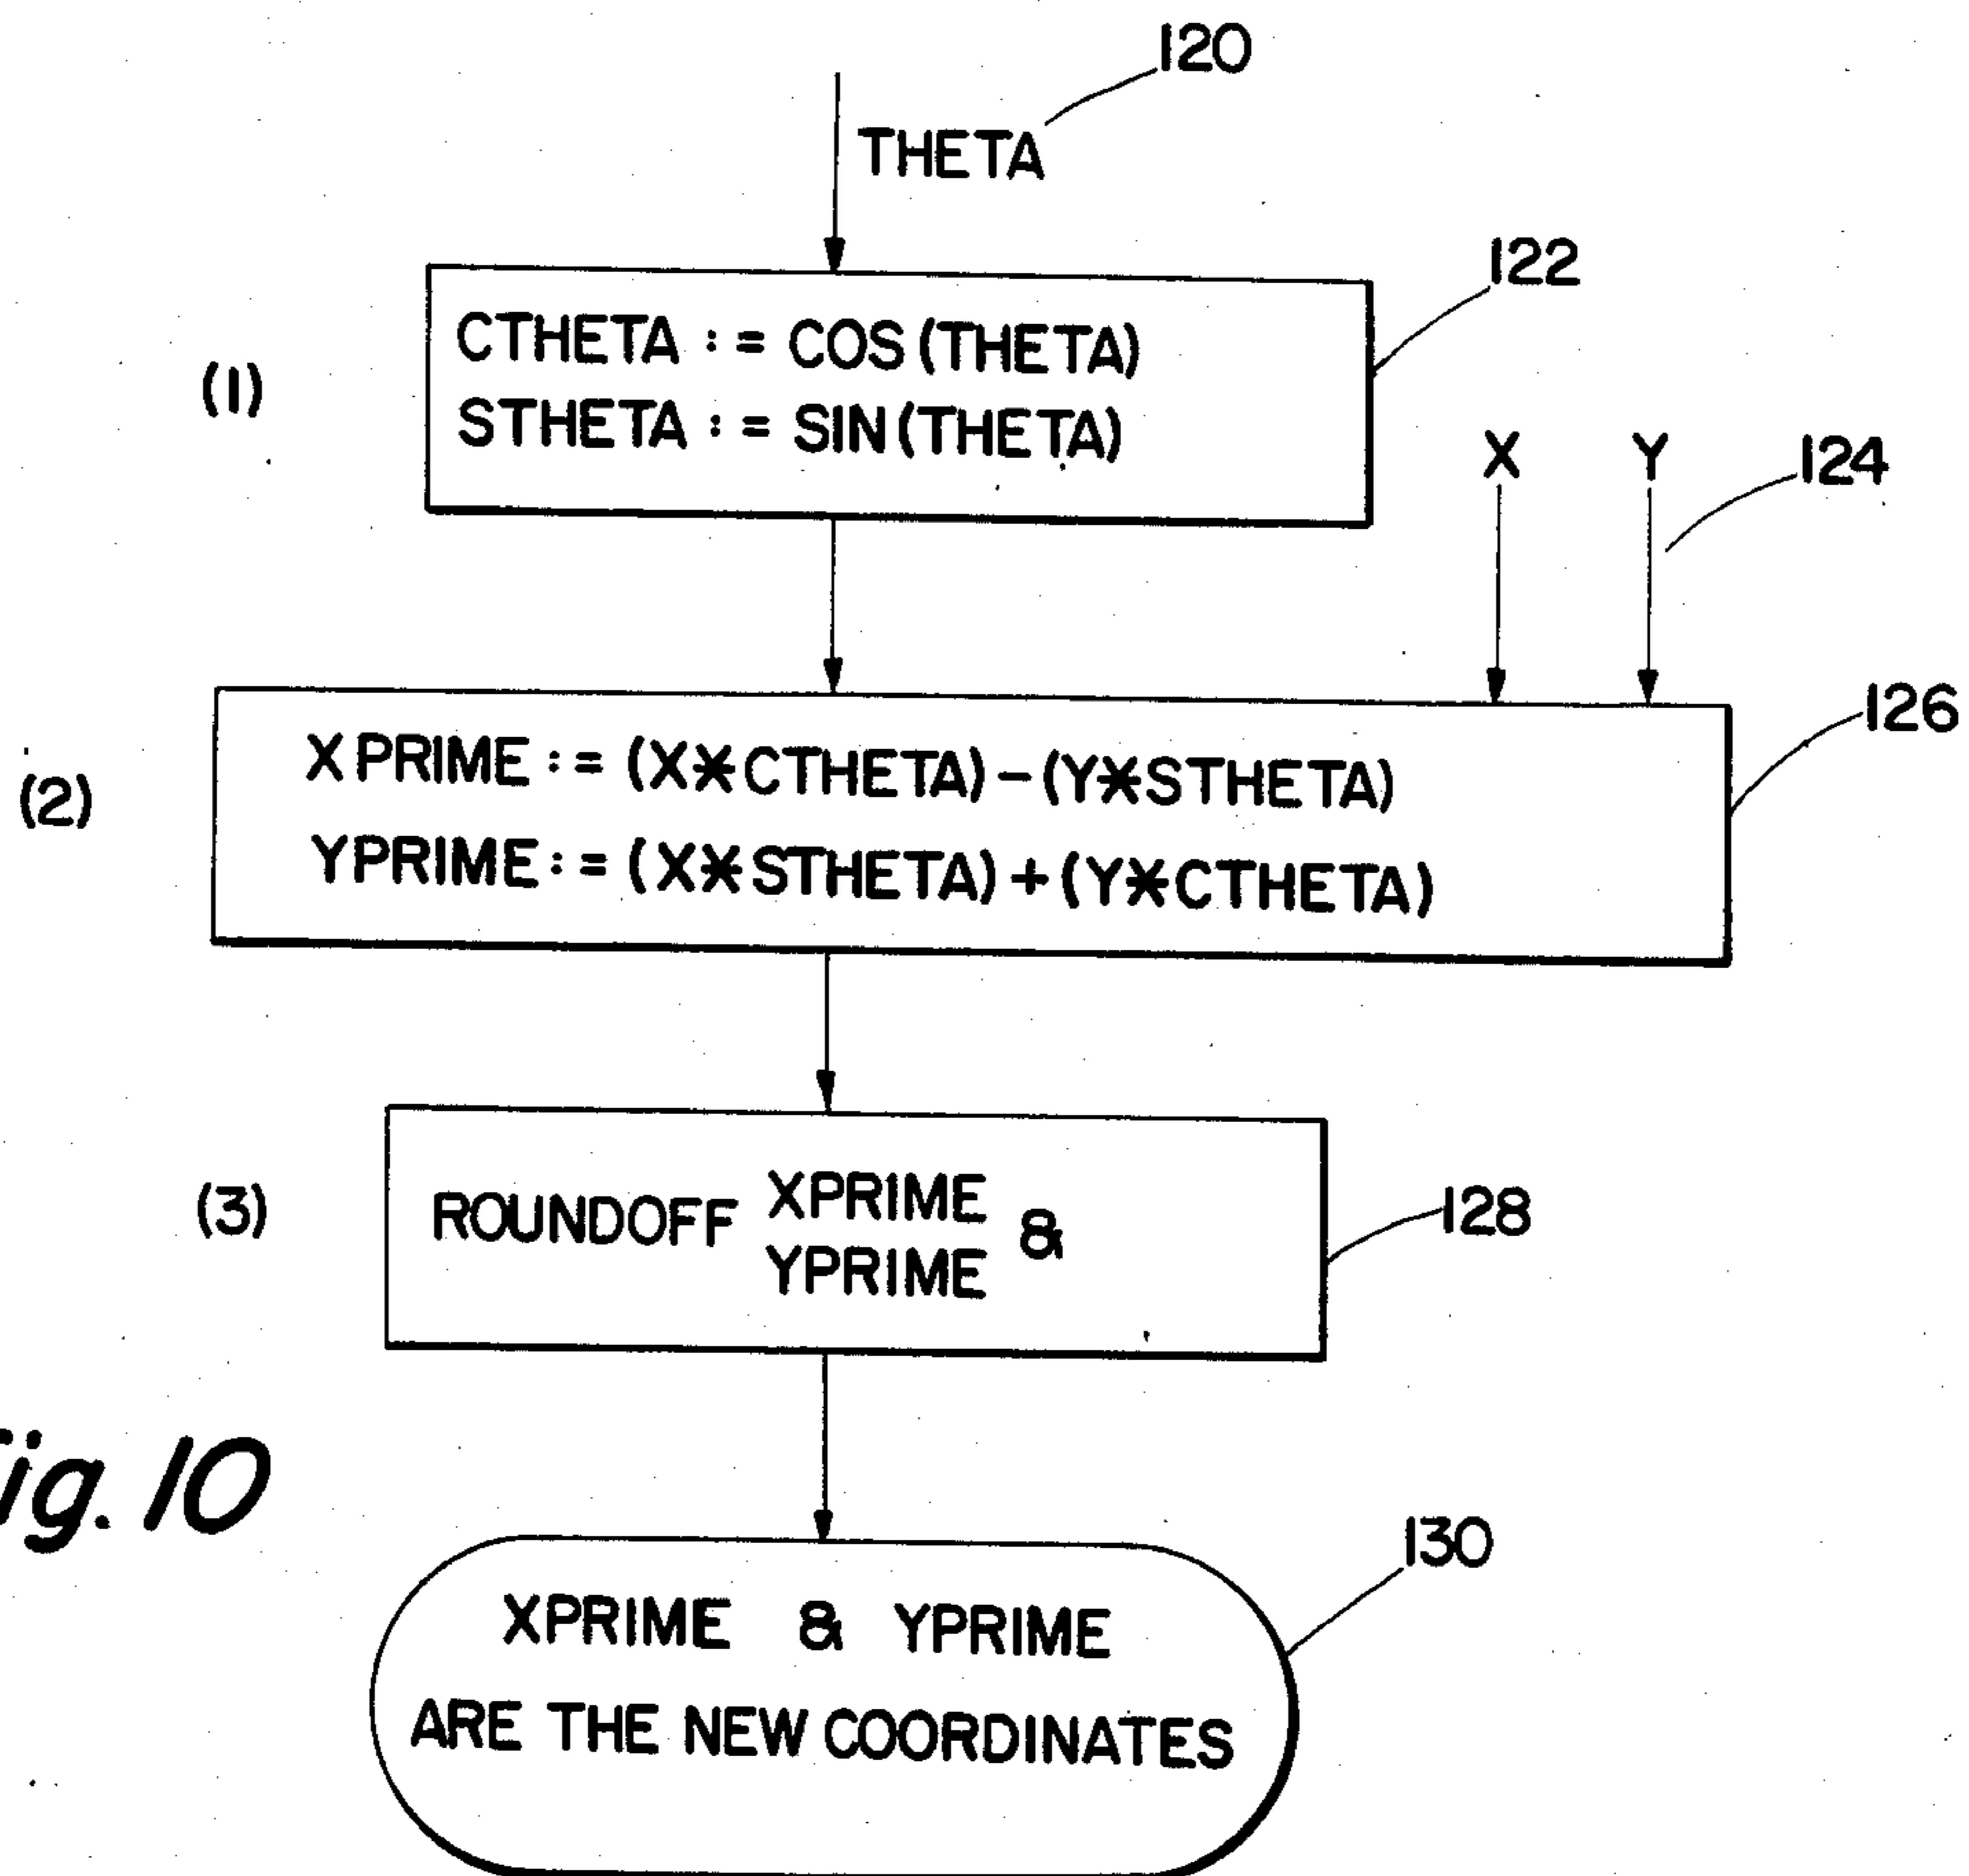 120
THETA
122
CTHETA := COS(THETA)
(1)
STHETA := SIN(THETA)
X Y 124
126
XPRIME := (X*CTHETA)-(Y*STHETA)
(2)
YPRIME := (X*STHETA)+(Y*CTHETA)
(3)
ROUNDOFF XPRIME &
YPRIME
128
Fig. 10
130
XPRIME & YPRIME
ARE THE NEW COORDINATES